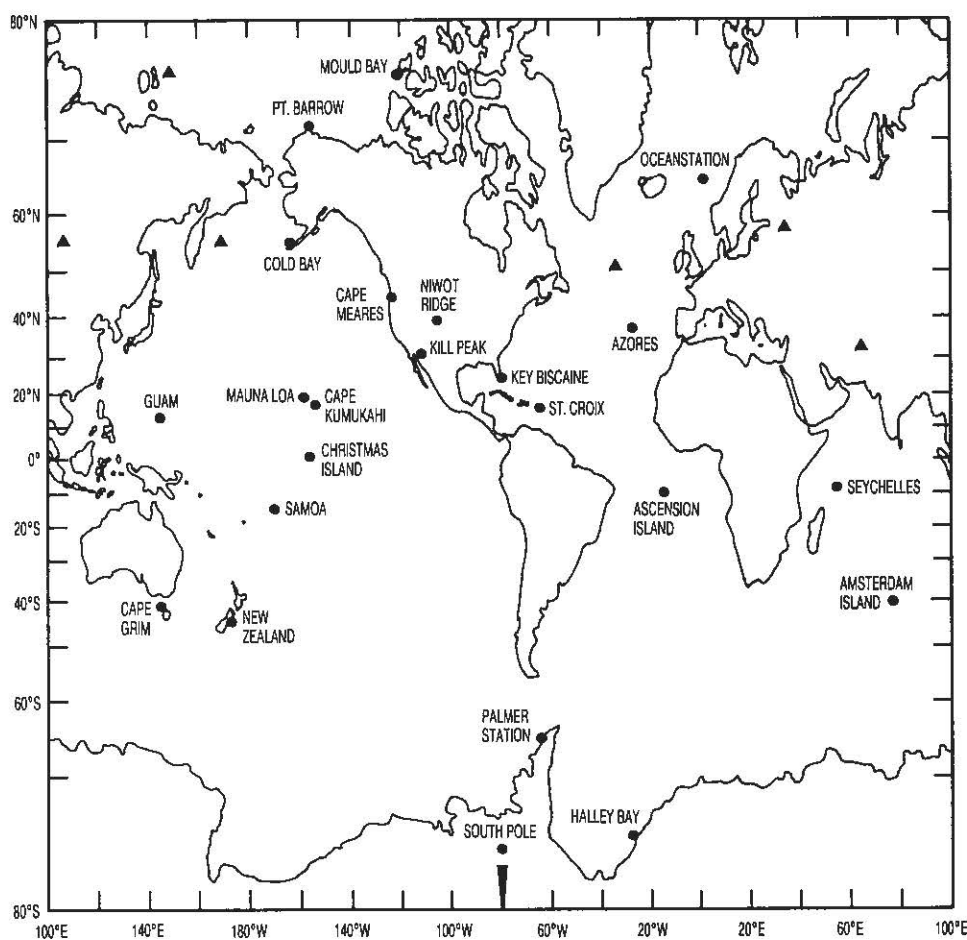 80°N
MOULD BAY
PT. BARROW
OCEANSTATION
60°N
COLD BAY
CAPE
MEARES
NIWOT
RIDGE
40°N
AZORES
KILL PEAK
KEY BISCAINE
20°N
GUAM
MAUNA LOA
CAPE
KUMUKAHI
ST. CROIX
0°
CHRISTMAS
ISLAND
SEYCHELLES
SAMOA
ASCENSION
ISLAND
20°S
AMSTERDAM
ISLAND
40°S
CAPE
GRIM
NEW
ZEALAND
60°S
PALMER
STATION
HALLEY BAY
SOUTH POLE
80°S
100°E
140°E
180°W
140°W
100°W
60°W
20°W
20°E
60°E
100°E